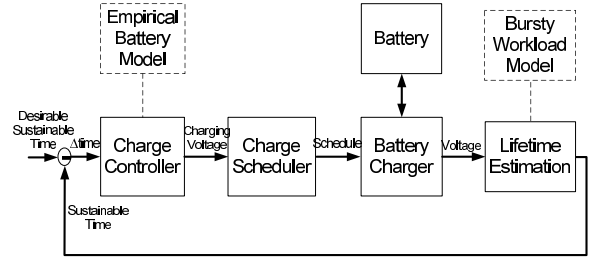 Empirical
Battery
Model
Battery
Bursty
Workload
Model
Desirable
Sustainable
Time
Δtime
Charge
Controller
Charging
Voltage
Charge
Scheduler
Schedule
Battery
Charger
Voltage
Lifetime
Estimation
Sustainable
Time